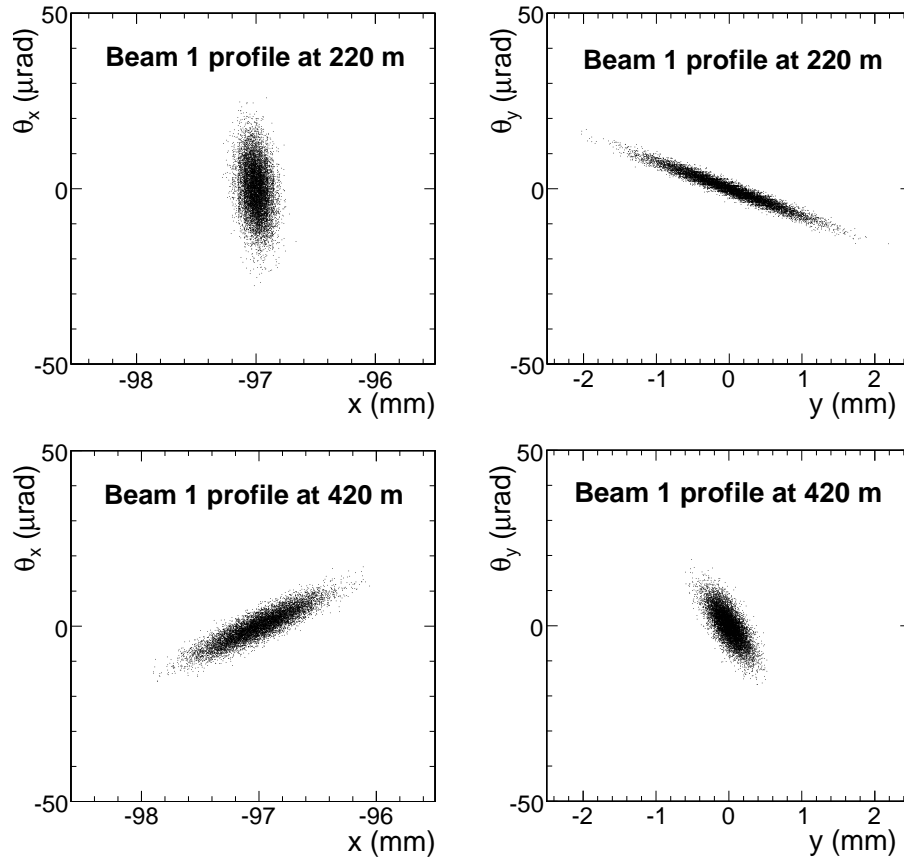 50
Beam 1 profile at 220 m
θx (μrad)
0
-50
-98 -97 -96
x (mm)
50
Beam 1 profile at 220 m
θy (μrad)
0
-50
-2 -1 0 1 2
y (mm)
50
Beam 1 profile at 420 m
θx (μrad)
0
-50
-98 -97 -96
x (mm)
50
Beam 1 profile at 420 m
θy (μrad)
0
-50
-2 -1 0 1 2
y (mm)